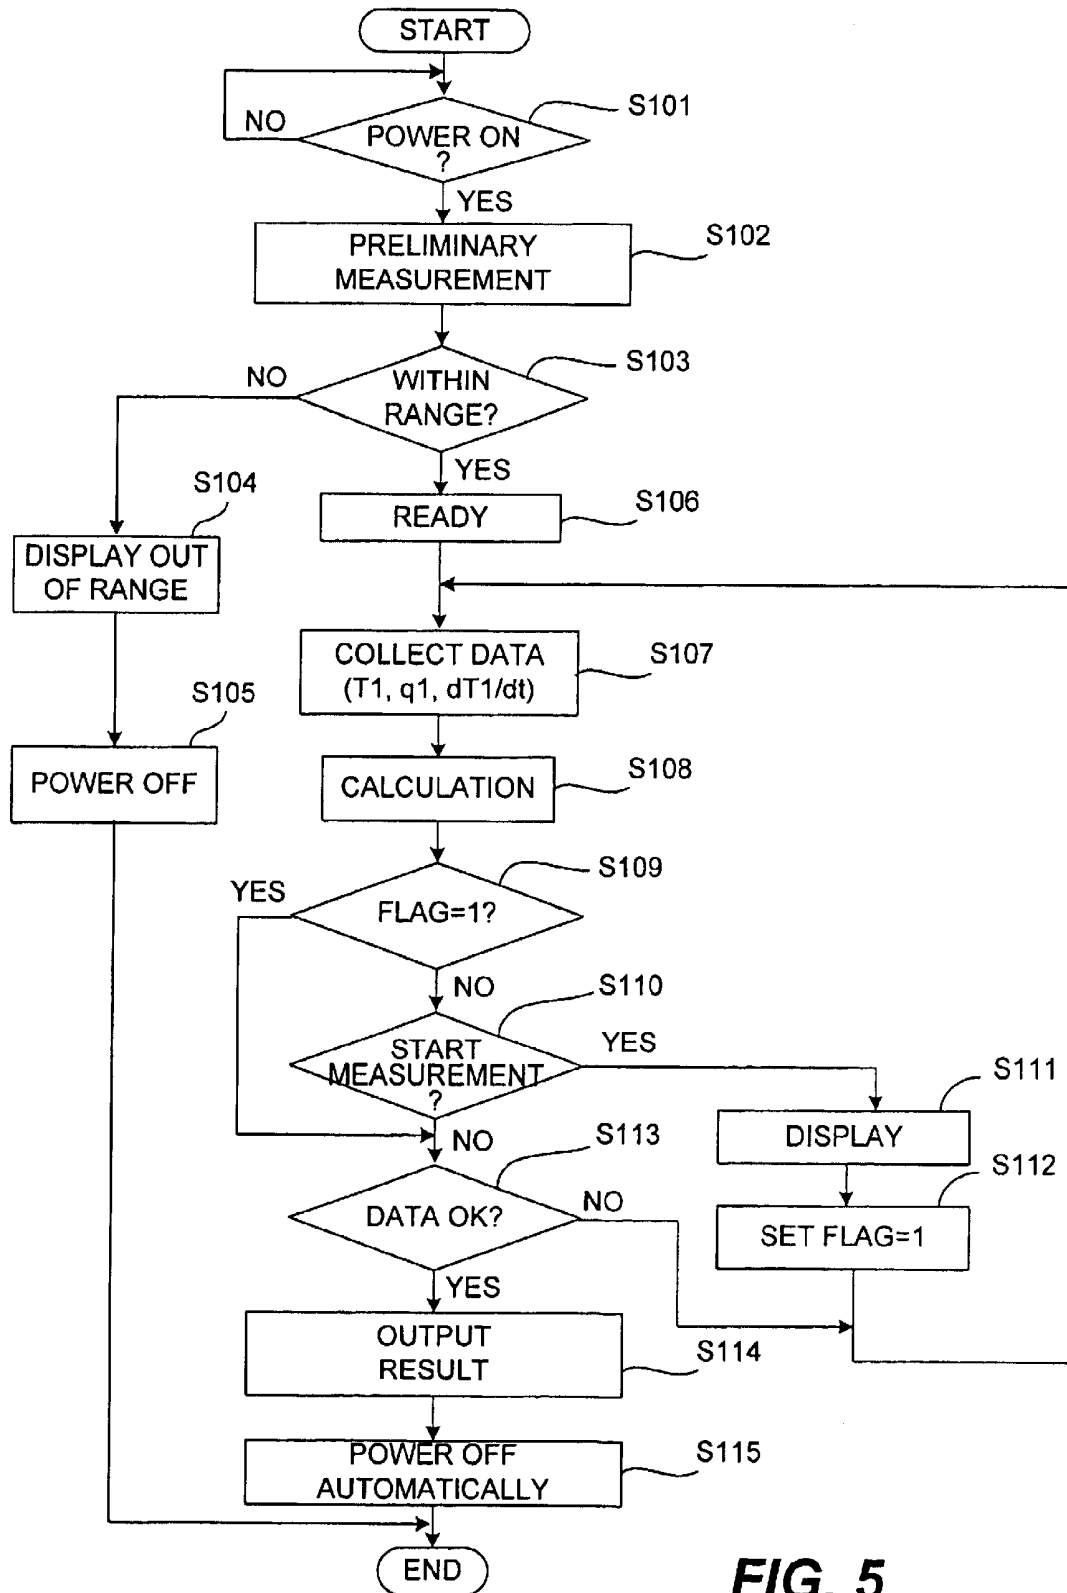 START
NO
POWER ON
?
S101
YES
PRELIMINARY
MEASUREMENT
S102
NO
WITHIN
RANGE?
S103
YES
S104
DISPLAY OUT
OF RANGE
READY
S106
COLLECT DATA
(T1, q1, dT1/dt)
S107
S105
POWER OFF
CALCULATION
S108
YES
FLAG=1?
S109
NO
START
MEASUREMENT
?
S110
YES
NO
DISPLAY
S111
SET FLAG=1
S112
DATA OK?
S113
NO
YES
OUTPUT
RESULT
S114
POWER OFF
AUTOMATICALLY
S115
END
FIG. 5